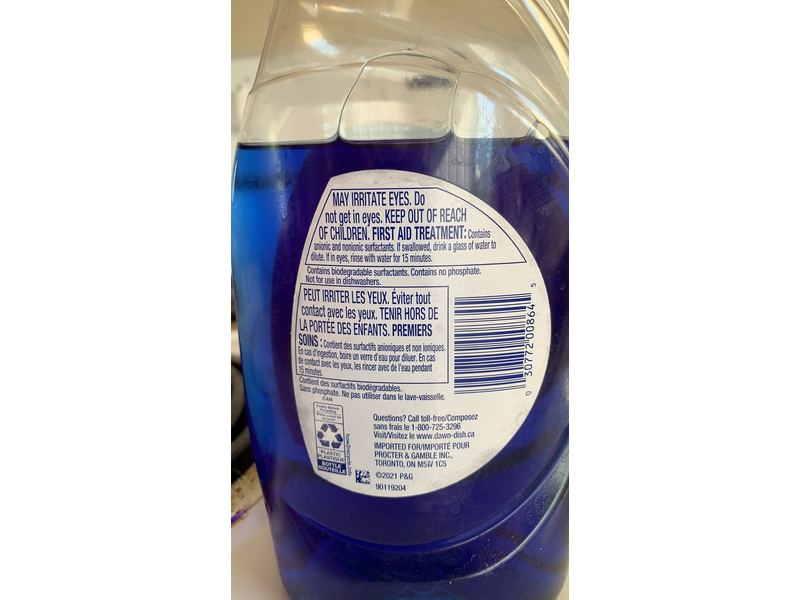 MAY IRRITATE EYES. Do
not get in eyes. KEEP OUT OF REACH
OF CHILDREN. FIRST AID TREATMENT: Contains
anionic and nonionic surfactants. If swallowed, drink a glass of water to
dilute. If in eyes, rinse with water for 15 minutes.
Contains biodegradable surfactants. Contains no phosphate.
Not for use in dishwashers.
PEUT IRRITER LES YEUX. Éviter tout
contact avec les yeux. TENIR HORS DE
LA PORTÉE DES ENFANTS. PREMIERS
SOINS : Contient des surfactifs anioniques et non ioniques.
En cas d'ingestion, boire un verre d'eau pour diluer. En cas
de contact avec les yeux, les rincer avec de l'eau pendant
15 minutes.
Contient des surfactifs biodégradables.
Sans phosphate. Ne pas utiliser dans le lave-vaisselle.
0 30772 00864 5
CAN
PLASTIC
PLASTIQUE
BOTTLE
BOUTEILLE
how2recycle.info
Questions? Call toll-free/Composez
sans frais le 1-800-725-3296
Visit/Visitez le www.dawn-dish.ca
IMPORTED FOR/IMPORTÉ POUR
PROCTER & GAMBLE INC.,
TORONTO, ON M5W 1C5
©2021 P&G
90119204